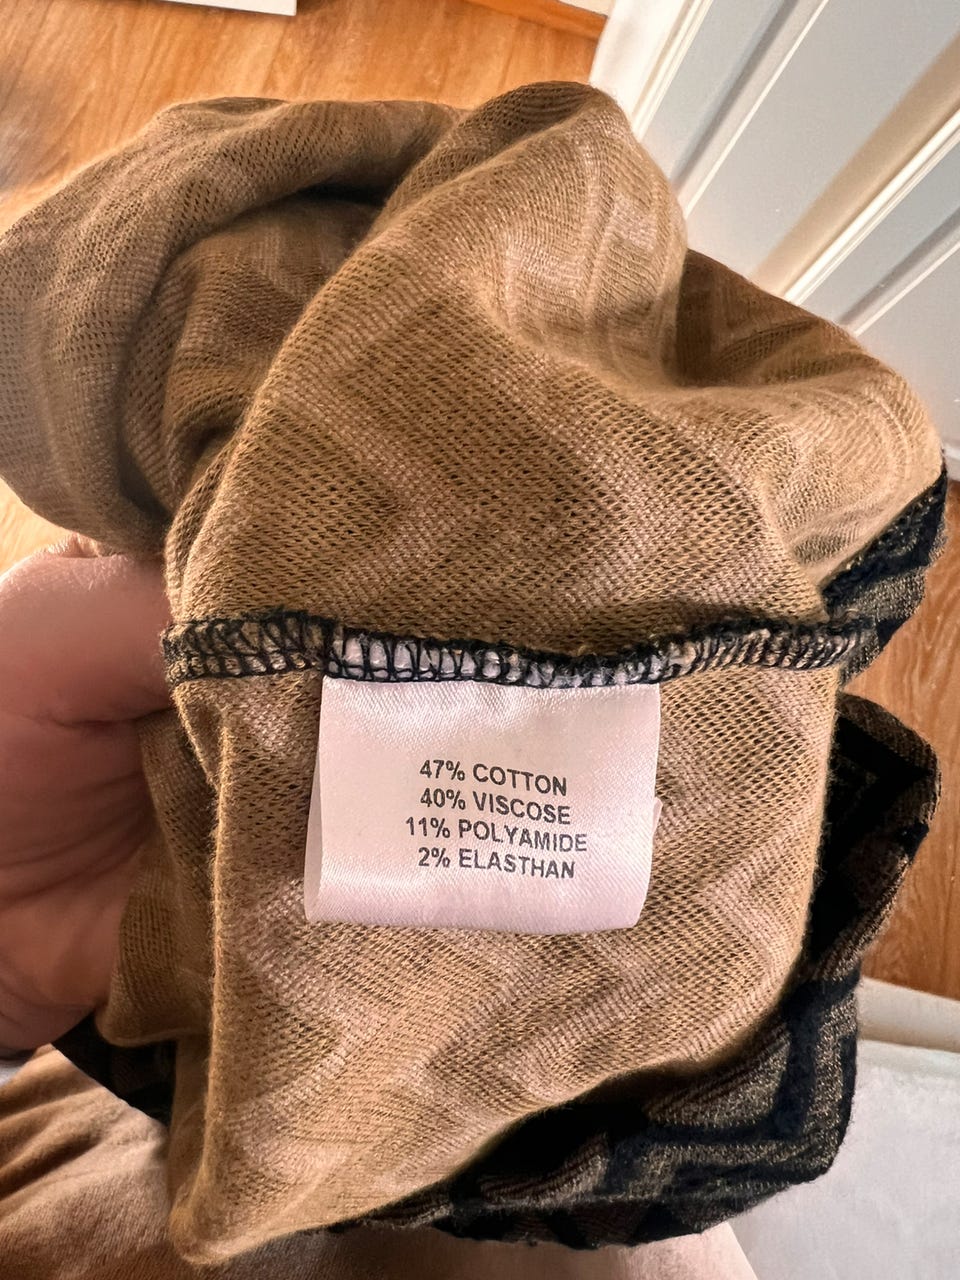 47% COTTON
40% VISCOSE
11% POLYAMIDE
2% ELASTHAN